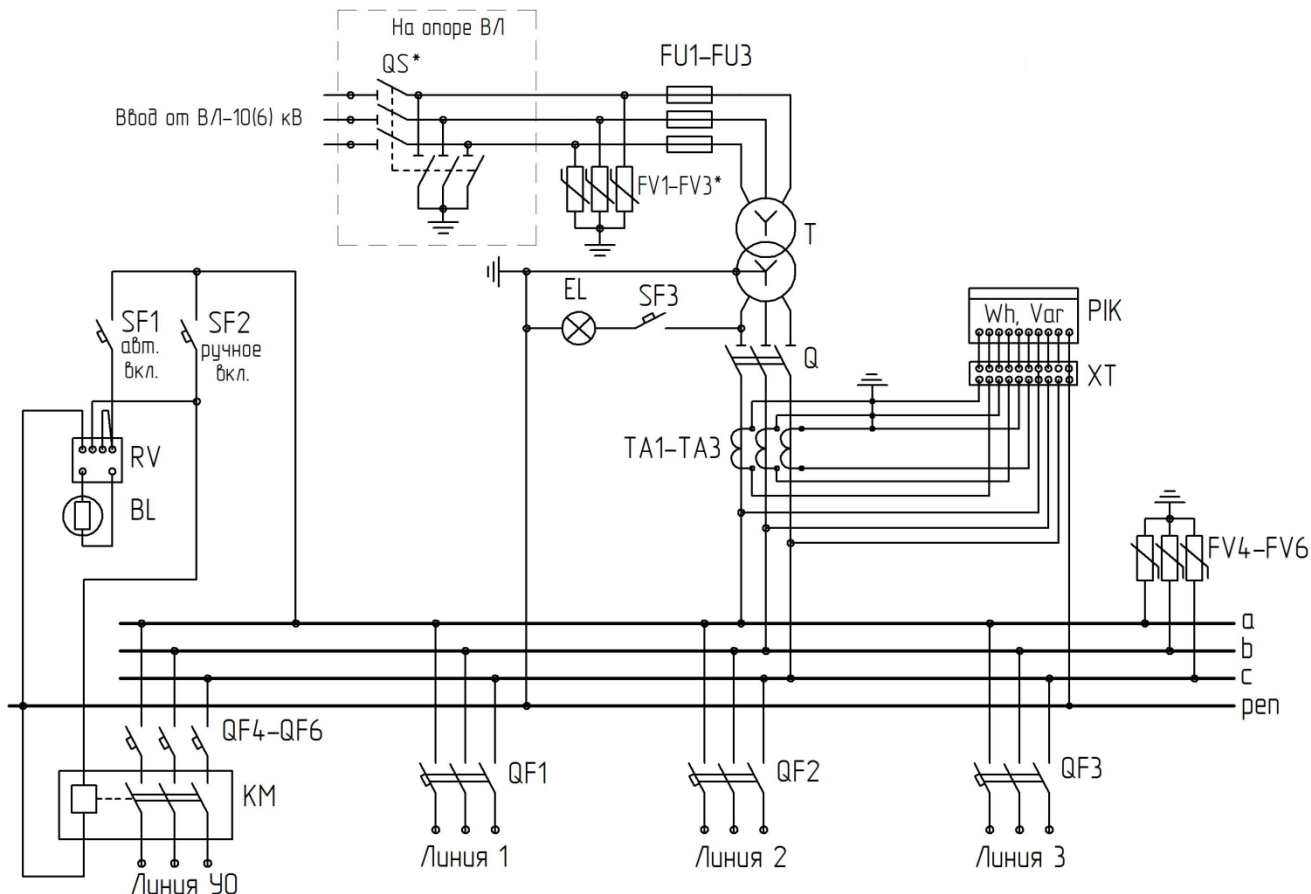 На опоре ВЛ
QS*
FU1-FU3
Ввод от ВЛ-10(6) кВ
FV1-FV3*
T
EL
SF3
Wh, Var
PIK
SF1
авт.
вкл.
SF2
ручное
вкл.
Q
XT
TA1-TA3
RV
BL
FV4-FV6
a
b
c
pen
QF4-QF6
QF1
QF2
QF3
KM
Линия УО
Линия 1
Линия 2
Линия 3